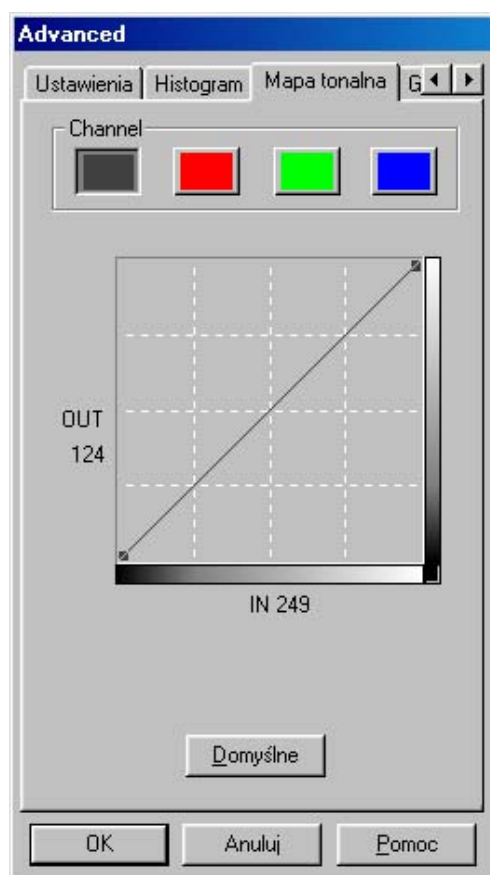 Advanced
Ustawienia Histogram Mapa tonalna G
Channel
OUT
124
IN 249
Domyślne
OK Anuluj Pomoc